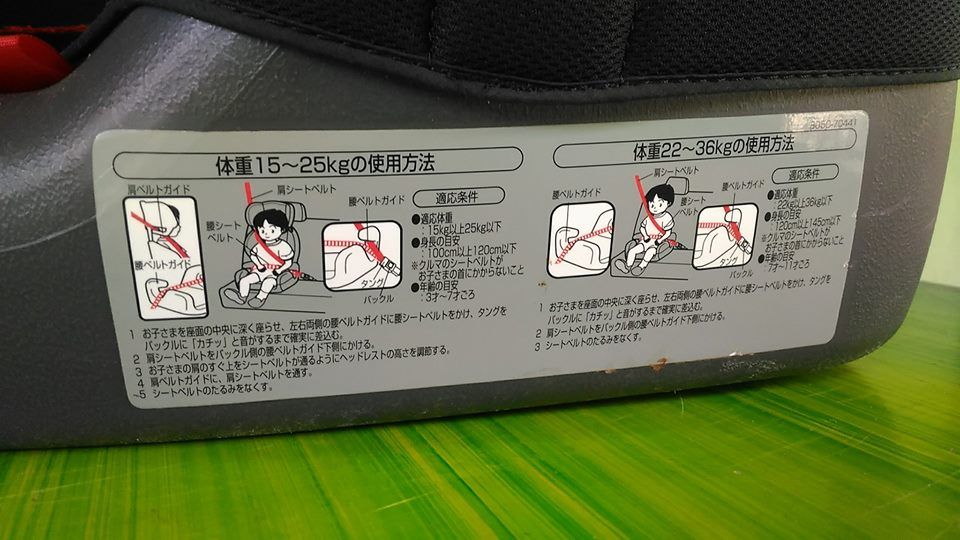 9050-70441
体重15〜25kgの使用方法
肩ベルトガイド
肩シートベルト
腰シート
ベルト
腰ベルトガイド
腰ベルトガイド
タング
バックル
適応条件
●適応体重
：15kg以上25kg以下
●身長の目安
：100cm以上120cm以下
※クルマのシートベルトが
お子さまの首にかからないこと
●年齢の目安
：3才〜7才ごろ
1 お子さまを座面の中央に深く座らせ、左右両側の腰ベルトガイドに腰シートベルトをかけ、タングを
バックルに「カチッ」と音がするまで確実に差込む。
2 肩シートベルトをバックル側の腰ベルトガイド下側にかける。
3 お子さまの肩のすぐ上をシートベルトが通るようにヘッドレストの高さを調節する。
4 肩ベルトガイドに、肩シートベルトを通す。
5 シートベルトのたるみをなくす。
体重22〜36kgの使用方法
肩シートベルト
腰ベルトガイド
腰シート
ベルト
腰ベルトガイド
タング
バックル
適応条件
●適応体重
：22kg以上36kg以下
●身長の目安
：120cm以上145cm以下
※クルマのシートベルトが
お子さまの首にかからないこと
●年齢の目安
：7才〜11才ごろ
1 お子さまを座面の中央に深く座らせ、左右両側の腰ベルトガイドに腰シートベルトをかけ、タングを
バックルに「カチッ」と音がするまで確実に差込む。
2 肩シートベルトをバックル側の腰ベルトガイド下側にかける。
3 シートベルトのたるみをなくす。